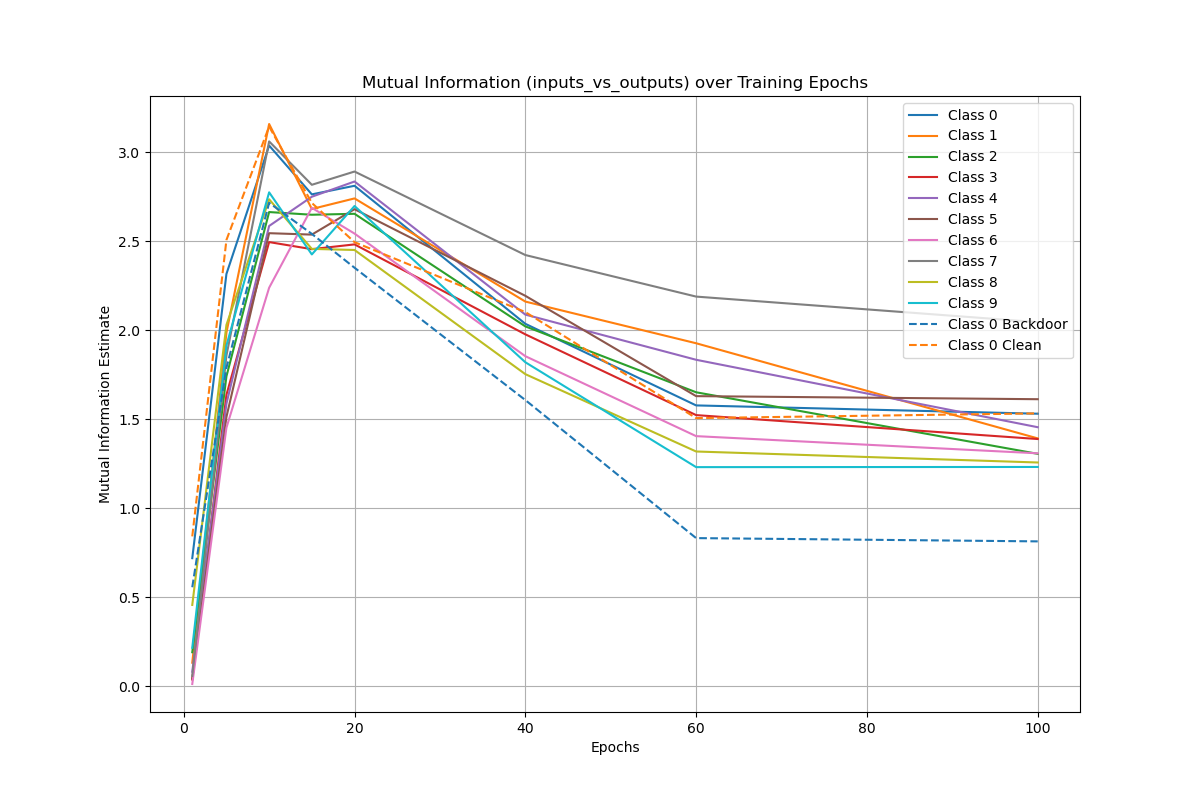 Mutual Information (inputs_vs_outputs) over Training Epochs
Mutual Information Estimate
3.0
2.5
2.0
1.5
1.0
0.5
0.0
Class 0
Class 1
Class 2
Class 3
Class 4
Class 5
Class 6
Class 7
Class 8
Class 9
Class 0 Backdoor
Class 0 Clean
0 20 40 60 80 100
Epochs